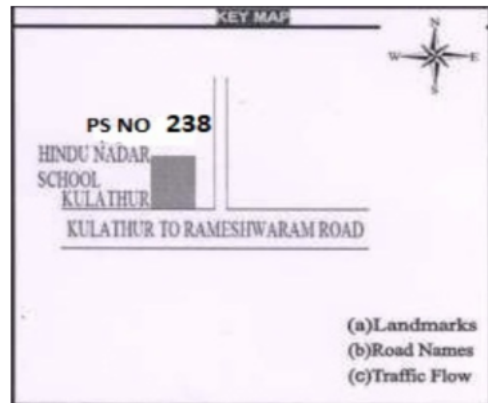 KEY MAP
N
W E
S
PS NO 238
HINDU NADAR
SCHOOL
KULATHUR
KULATHUR TO RAMESHWARAM ROAD
(a)Landmarks
(b)Road Names
(c)Traffic Flow